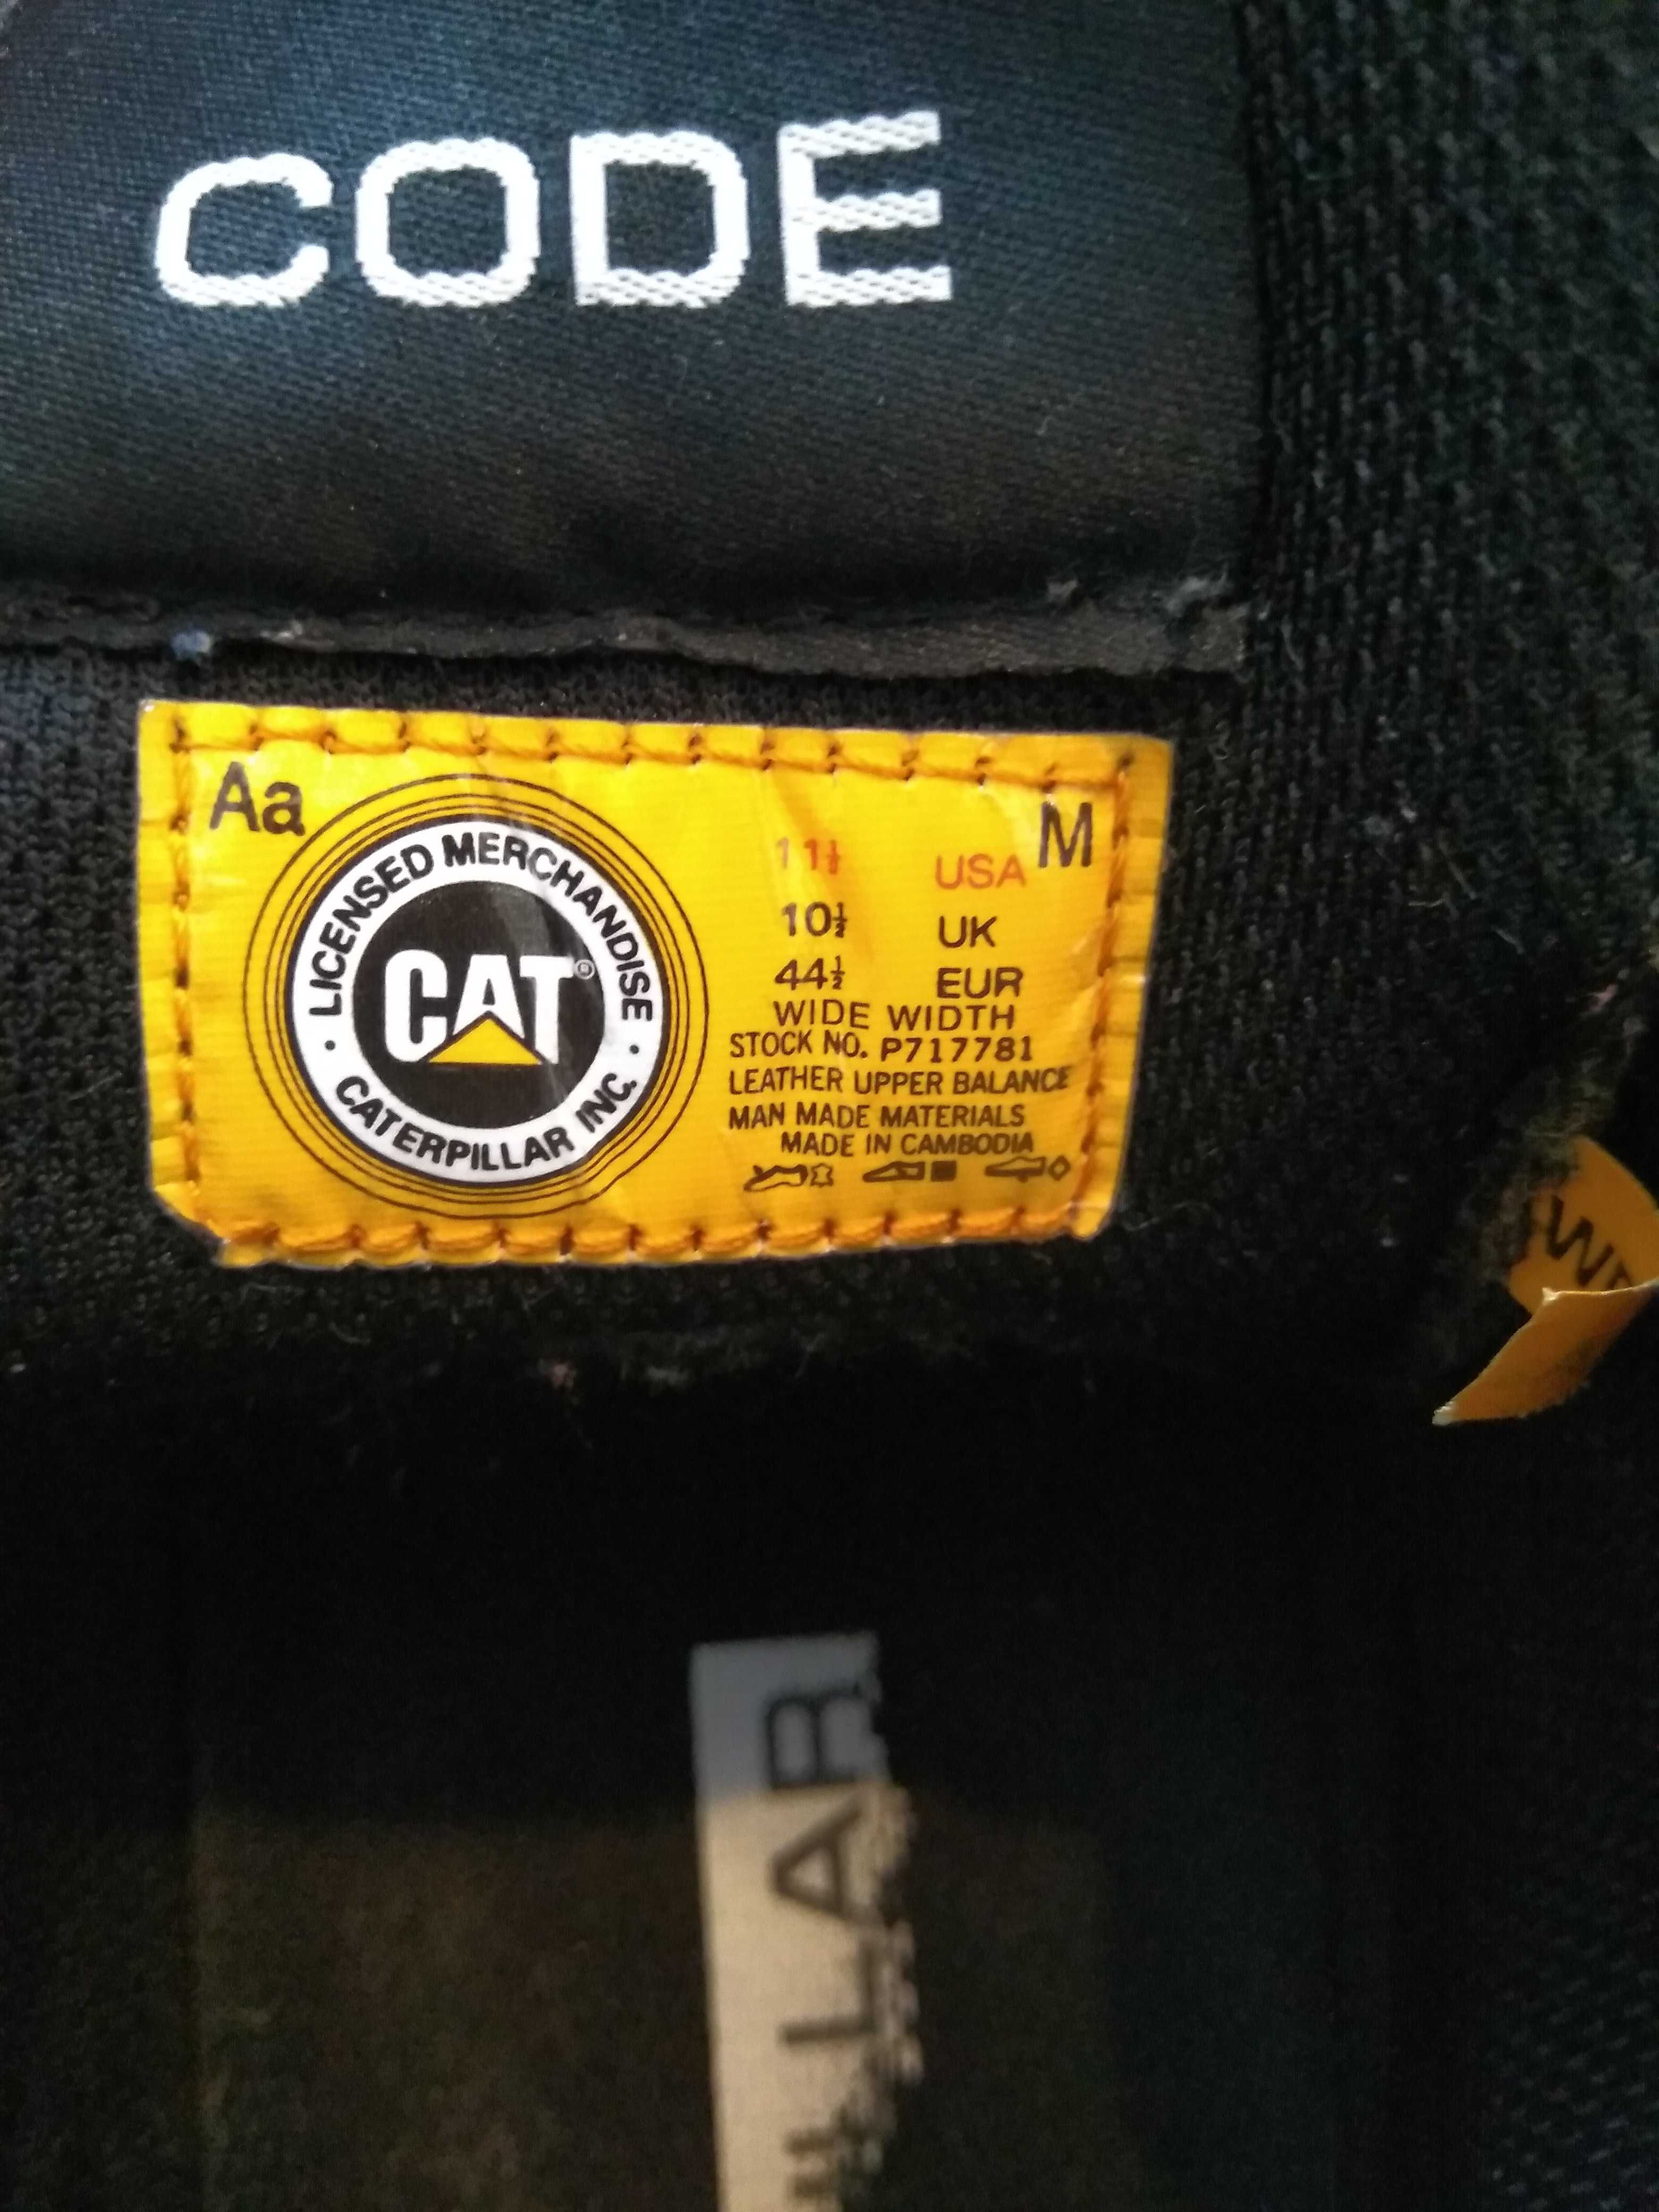 CODE
Aa
M
LICENSED MERCHANDISE
CAT®
CATERPILLAR INC.
11½ USA
10½ UK
44½ EUR
WIDE WIDTH
STOCK NO. P717781
LEATHER UPPER BALANCE
MAN MADE MATERIALS
MADE IN CAMBODIA